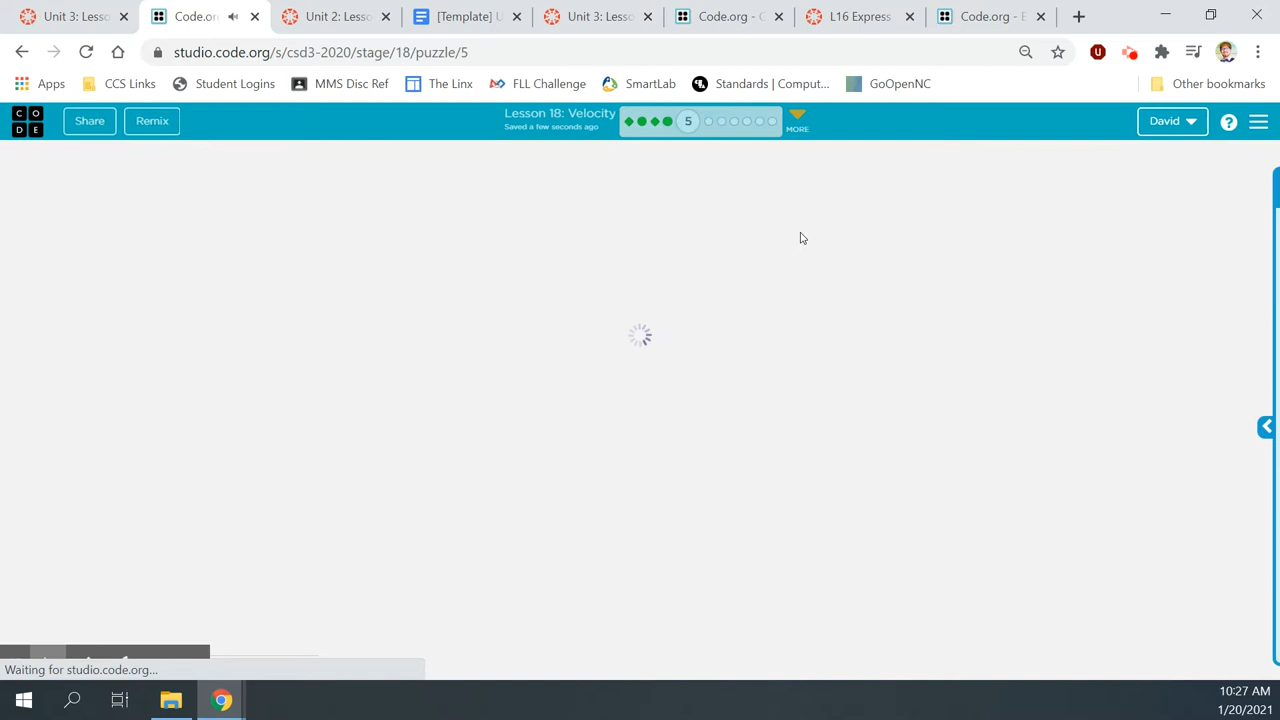 Unit 3: Lesso
Code.or
Unit 2: Lesso
[Template] U
Unit 3: Lesso
Code.org - C
L16 Express
Code.org - E
studio.code.org/s/csd3-2020/stage/18/puzzle/5
Apps
CCS Links
Student Logins
MMS Disc Ref
The Linx
FLL Challenge
SmartLab
Standards | Comput...
GoOpenNC
Other bookmarks
C O
D E
Share
Remix
Lesson 18: Velocity
Saved a few seconds ago
5
MORE
David
?
Waiting for studio.code.org...
10:27 AM
1/20/2021